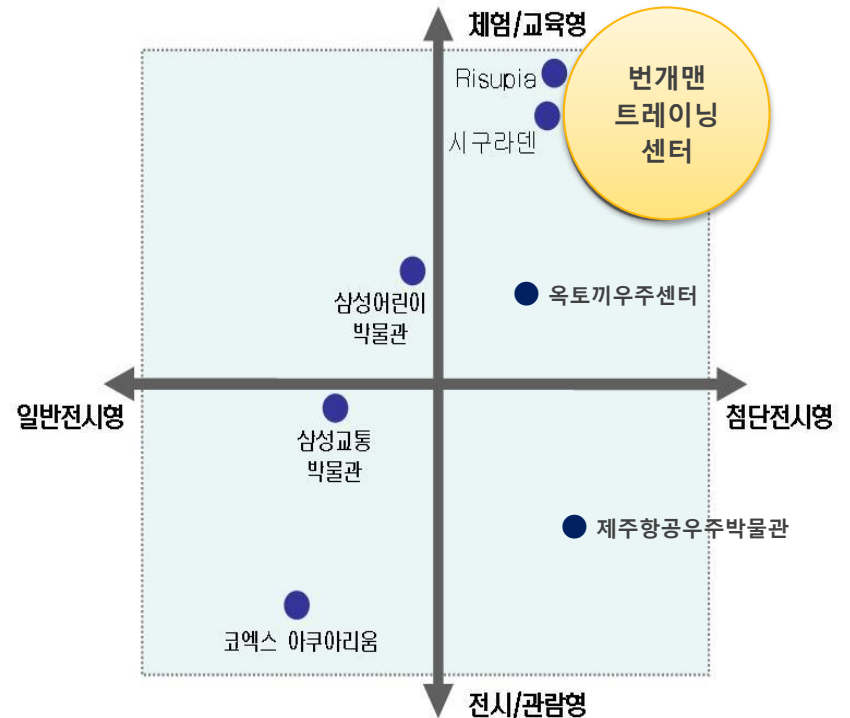 체험/교육형
Risupia
번개맨
트레이닝
센터
시구라덴
삼성어린이
박물관
옥토끼우주센터
일반전시형
첨단전시형
삼성교통
박물관
제주항공우주박물관
코엑스 아쿠아리움
전시/관람형